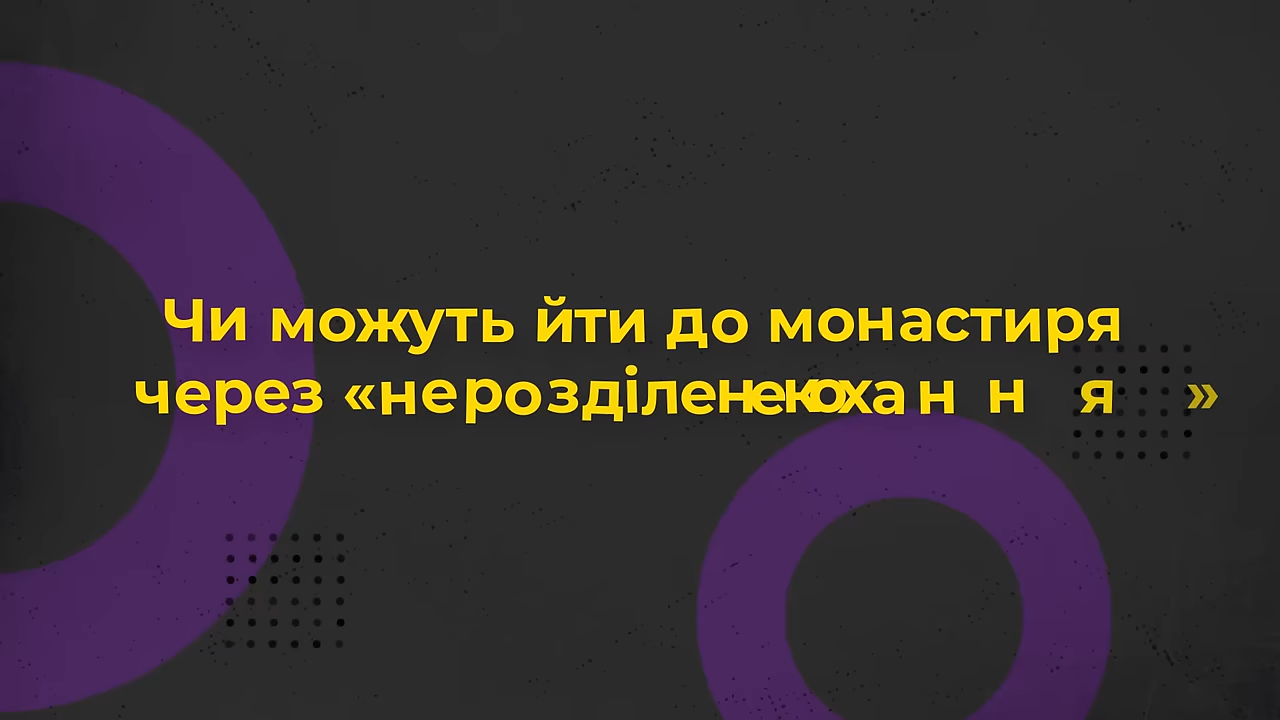 Чи можуть йти до монастиря
через «нерозділене кохання»